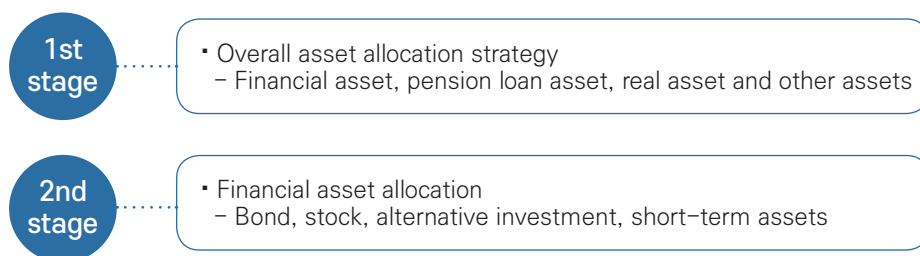 1st
stage
▪ Overall asset allocation strategy
– Financial asset, pension loan asset, real asset and other assets
2nd
stage
▪ Financial asset allocation
– Bond, stock, alternative investment, short-term assets